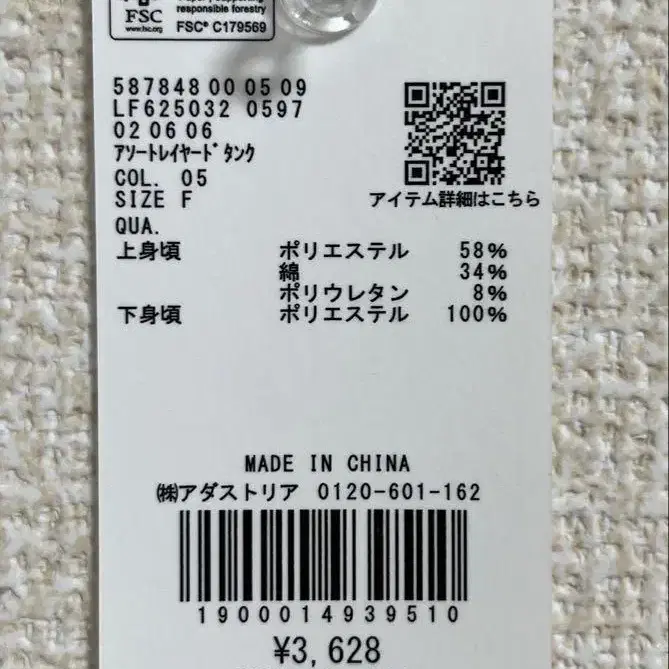 responsible forestry
FSC
www.fsc.org
FSC® C179569
587848 00 05 09
LF625032 0597
02 06 06
ｱｿｰﾄﾚｲﾔｰﾄﾞﾀﾝｸ
COL. 05
SIZE F
アイテム詳細はこちら
QUA.
上身頃 ポリエステル 58%
綿 34%
ポリウレタン 8%
下身頃 ポリエステル 100%
MADE IN CHINA
㈱アダストリア 0120-601-162
1900014939510
¥3,628